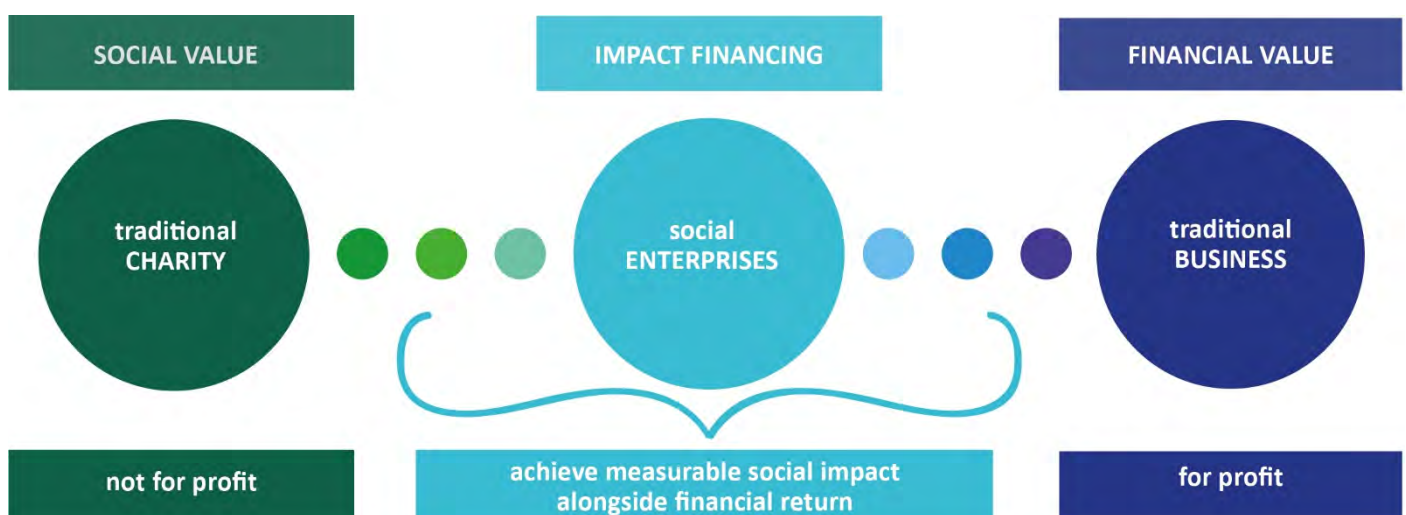 SOCIAL VALUE
IMPACT FINANCING
FINANCIAL VALUE
traditional
CHARITY
social
ENTERPRISES
traditional
BUSINESS
not for profit
achieve measurable social impact
alongside financial return
for profit